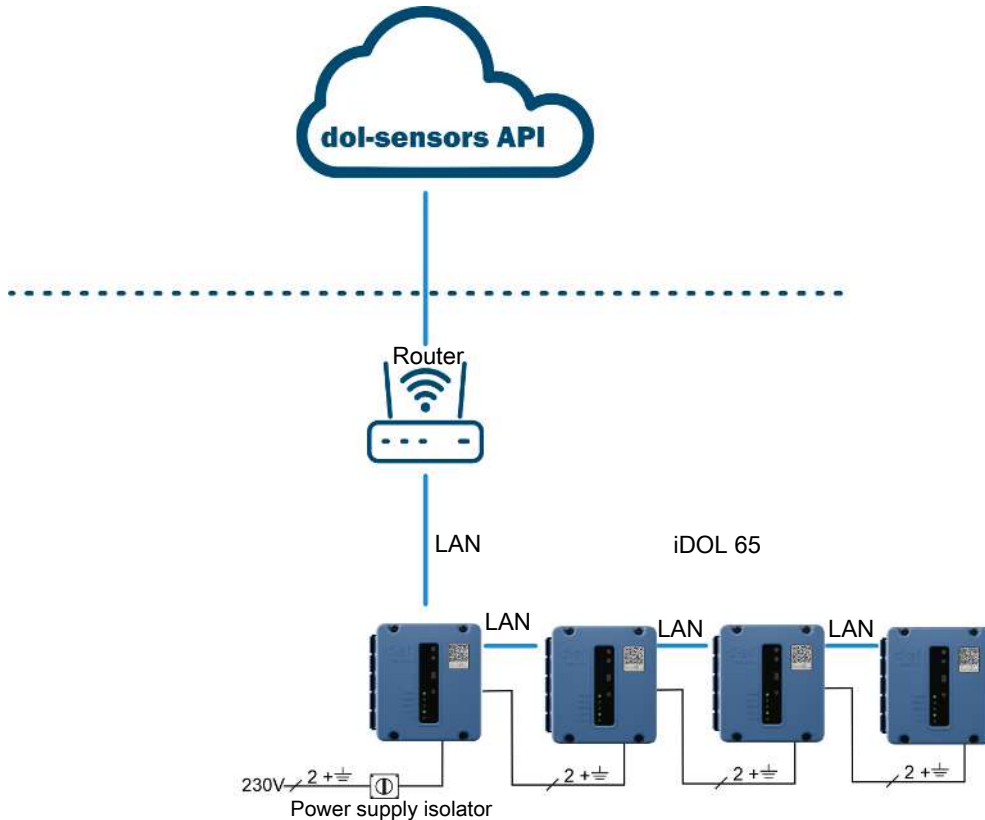 dol-sensors API
Router
LAN
iDOL 65
LAN
LAN
LAN
230V 2 +
2 +
2 +
2 +
Power supply isolator